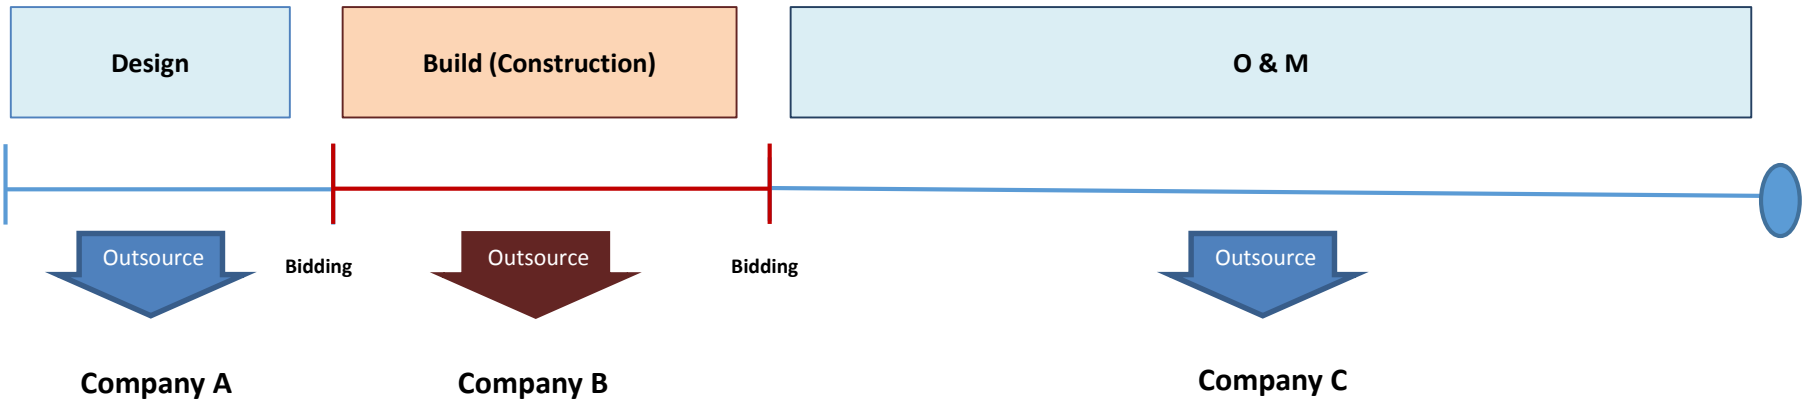 Design
Build (Construction)
O & M
Outsource
Bidding
Outsource
Bidding
Outsource
Company A
Company B
Company C